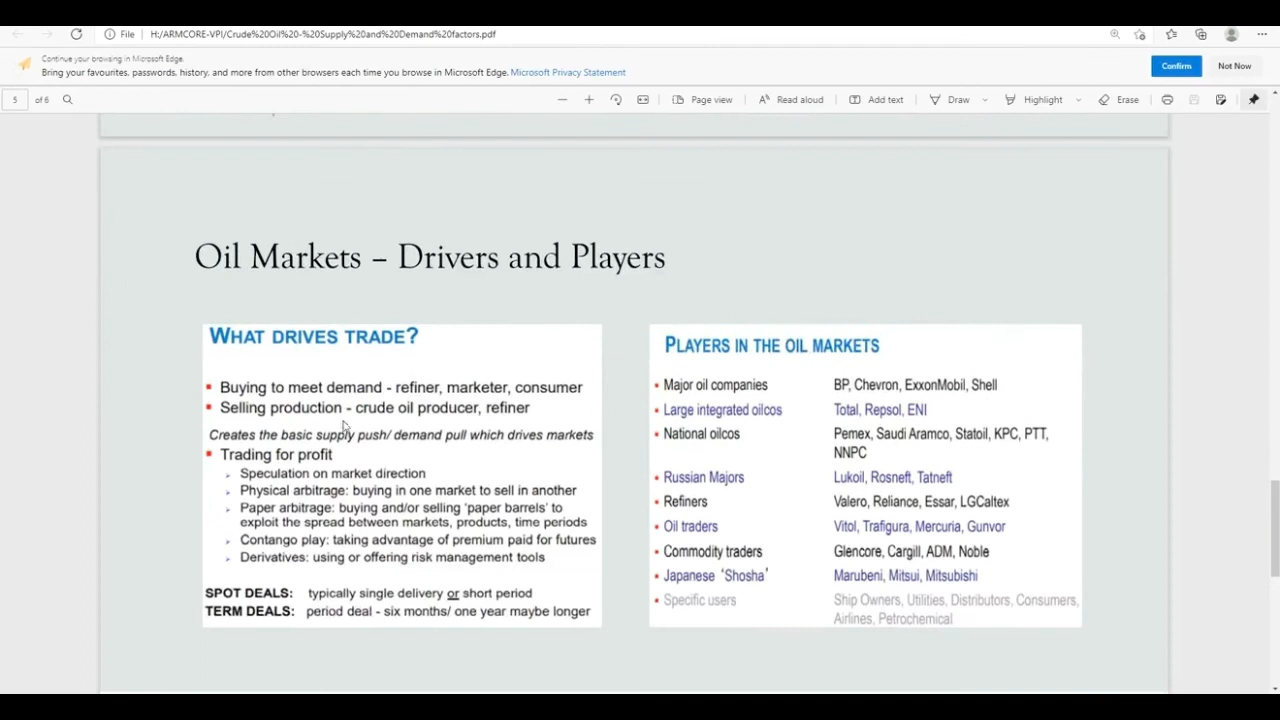 File H:/ARMCORE-VPI/Crude%20Oil%20-%20Supply%20and%20Demand%20factors.pdf
Continue your browsing in Microsoft Edge.
Bring your favourites, passwords, history, and more from other browsers each time you browse in Microsoft Edge. Microsoft Privacy Statement
Confirm
Not Now
5 of 6
Page view
Read aloud
Add text
Draw
Highlight
Erase
Oil Markets – Drivers and Players
WHAT DRIVES TRADE?
Buying to meet demand - refiner, marketer, consumer
Selling production - crude oil producer, refiner
Creates the basic supply push/ demand pull which drives markets
Trading for profit
Speculation on market direction
Physical arbitrage: buying in one market to sell in another
Paper arbitrage: buying and/or selling 'paper barrels' to
exploit the spread between markets, products, time periods
Contango play: taking advantage of premium paid for futures
Derivatives: using or offering risk management tools
SPOT DEALS: typically single delivery or short period
TERM DEALS: period deal - six months/ one year maybe longer
PLAYERS IN THE OIL MARKETS
Major oil companies BP, Chevron, ExxonMobil, Shell
Large integrated oilcos Total, Repsol, ENI
National oilcos Pemex, Saudi Aramco, Statoil, KPC, PTT,
NNPC
Russian Majors Lukoil, Rosneft, Tatneft
Refiners Valero, Reliance, Essar, LGCaltex
Oil traders Vitol, Trafigura, Mercuria, Gunvor
Commodity traders Glencore, Cargill, ADM, Noble
Japanese 'Shosha' Marubeni, Mitsui, Mitsubishi
Specific users Ship Owners, Utilities, Distributors, Consumers,
Airlines, Petrochemical